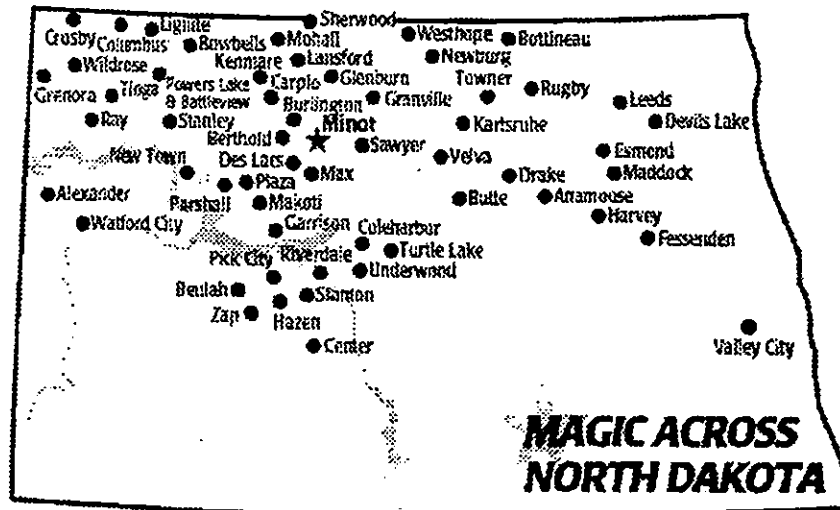 Sherwood
Crosby
Columbus
Lignite
Bowbells
Mohall
Westhope
Bottineau
Wildrose
Kenmare
Lansford
Newburg
Grenora
Tioga
Powers Lake
& Battleview
Carpio
Glenburn
Towner
Rugby
Burlington
Granville
Leeds
Ray
Stanley
Berthold
Minot
Karlsruhe
Devils Lake
Sawyer
New Town
Des Lacs
Velva
Esmond
Plaza
Max
Drake
Maddock
Alexander
Parshall
Makoti
Butte
Anamoose
Watford City
Garrison
Harvey
Coleharbor
Fessenden
Pick City
Riverdale
Turtle Lake
Underwood
Beulah
Stanton
Zap
Hazen
Center
Valley City
MAGIC ACROSS
NORTH DAKOTA